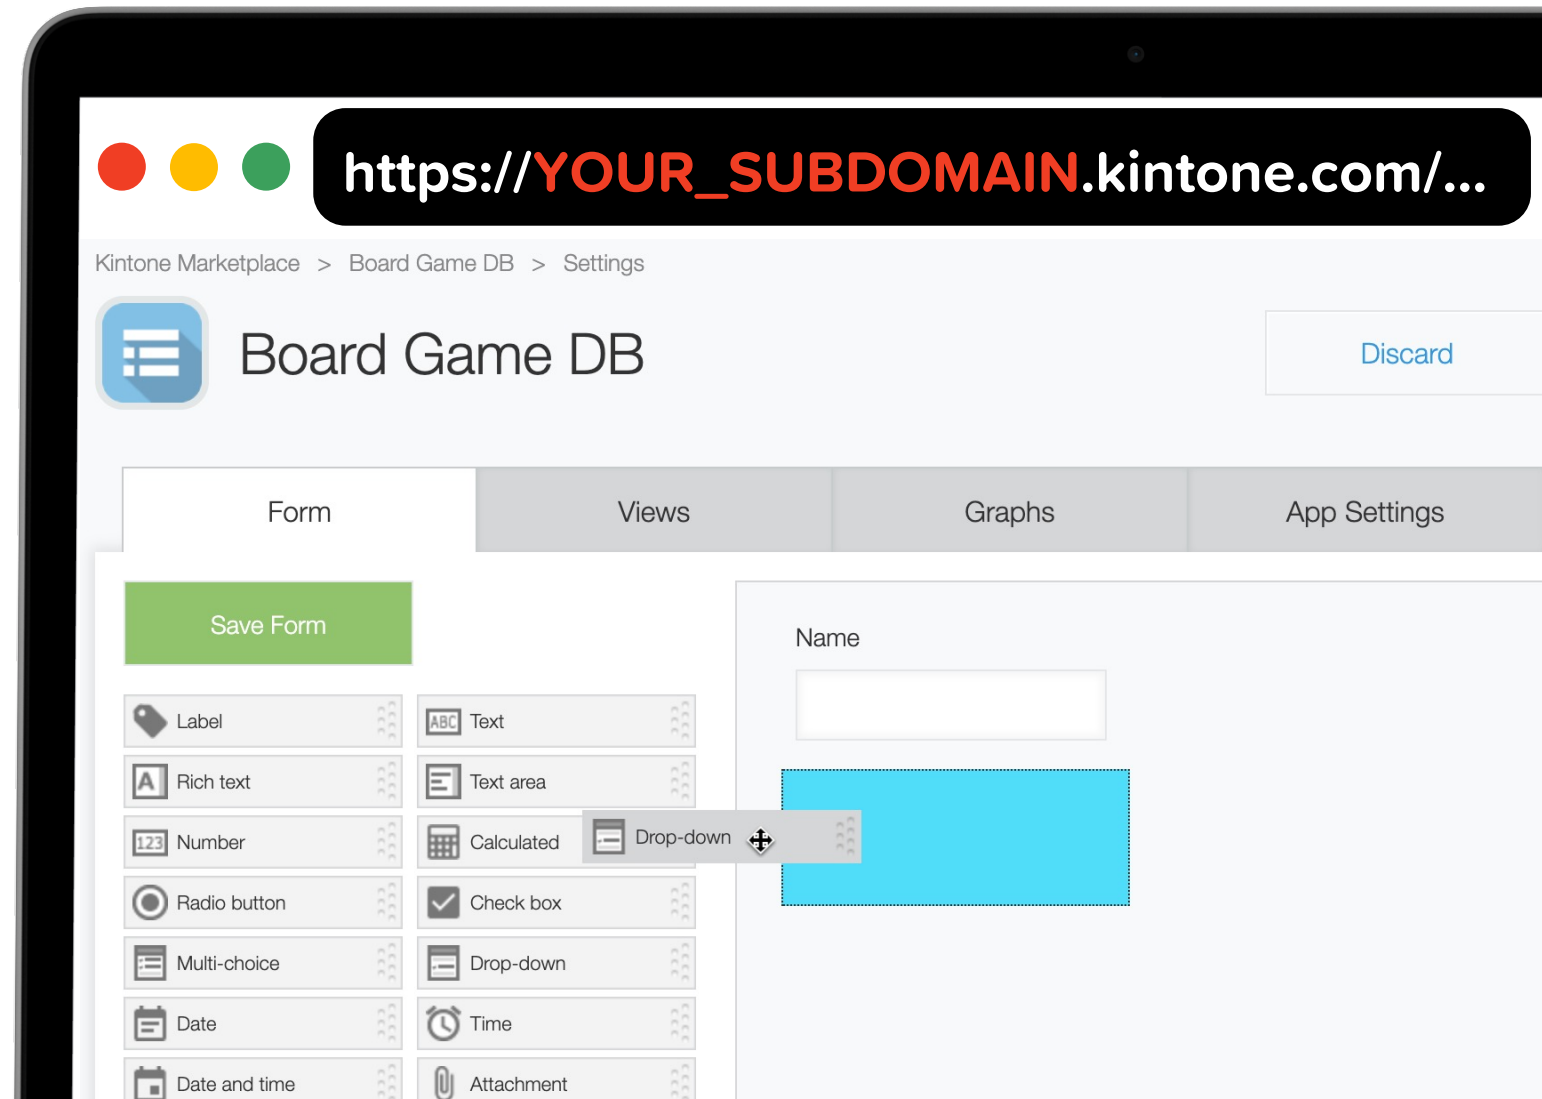 https://YOUR_SUBDOMAIN.kintone.com/...
Kintone Marketplace > Board Game DB > Settings
Board Game DB
Discard
Form Views Graphs App Settings
Save Form
Name
Label
ABC Text
A Rich text
Text area
123 Number
Calculated
Drop-down
Radio button
Check box
Multi-choice
Drop-down
Date
Time
Date and time
Attachment